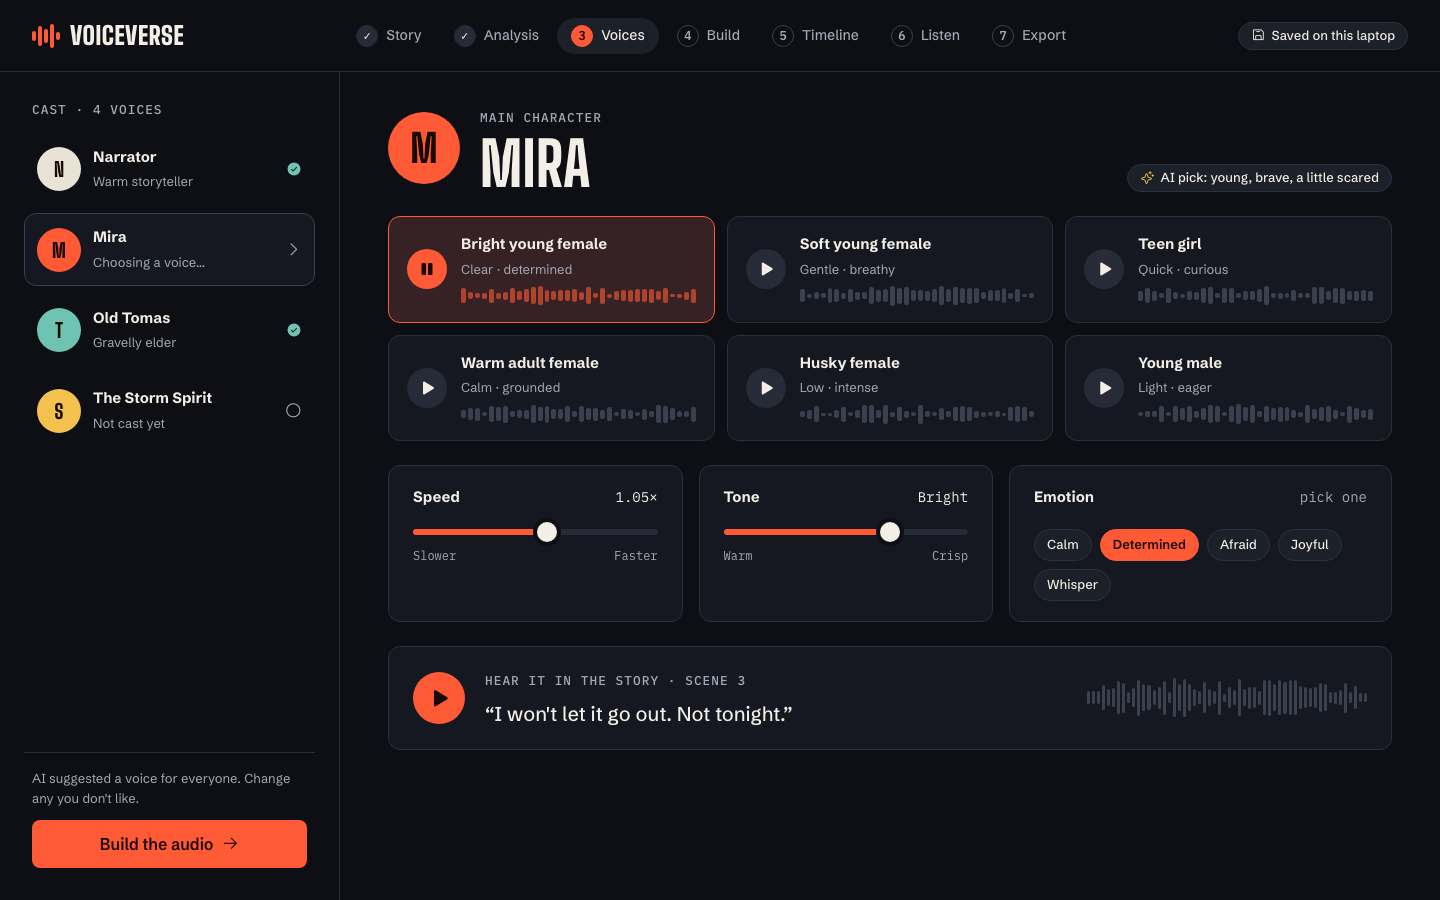 VOICEVERSE
✓ Story
✓ Analysis
3 Voices
4 Build
5 Timeline
6 Listen
7 Export
Saved on this laptop
CAST · 4 VOICES
N
Narrator
Warm storyteller
M
Mira
Choosing a voice...
T
Old Tomas
Gravelly elder
S
The Storm Spirit
Not cast yet
AI suggested a voice for everyone. Change
any you don't like.
Build the audio →
M
MAIN CHARACTER
MIRA
AI pick: young, brave, a little scared
Bright young female
Clear · determined
Soft young female
Gentle · breathy
Teen girl
Quick · curious
Warm adult female
Calm · grounded
Husky female
Low · intense
Young male
Light · eager
Speed 1.05×
Slower Faster
Tone Bright
Warm Crisp
Emotion pick one
Calm Determined Afraid Joyful
Whisper
HEAR IT IN THE STORY · SCENE 3
“I won't let it go out. Not tonight.”